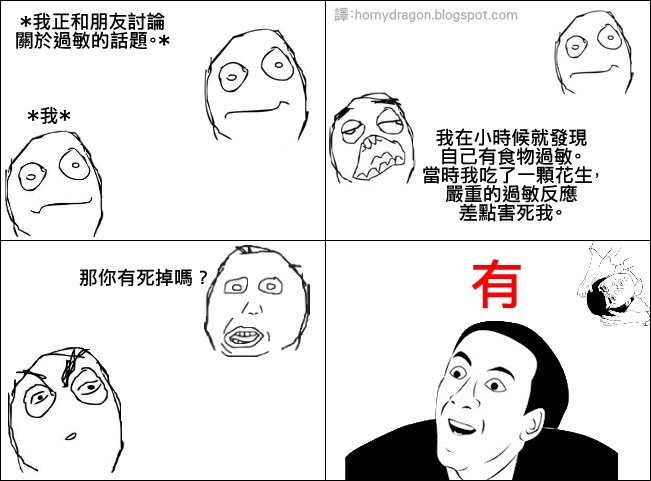 *我正和朋友討論
關於過敏的話題。*
*我*
譯:hornydragon.blogspot.com
我在小時候就發現
自己有食物過敏。
當時我吃了一顆花生,
嚴重的過敏反應
差點害死我。
那你有死掉嗎?
有